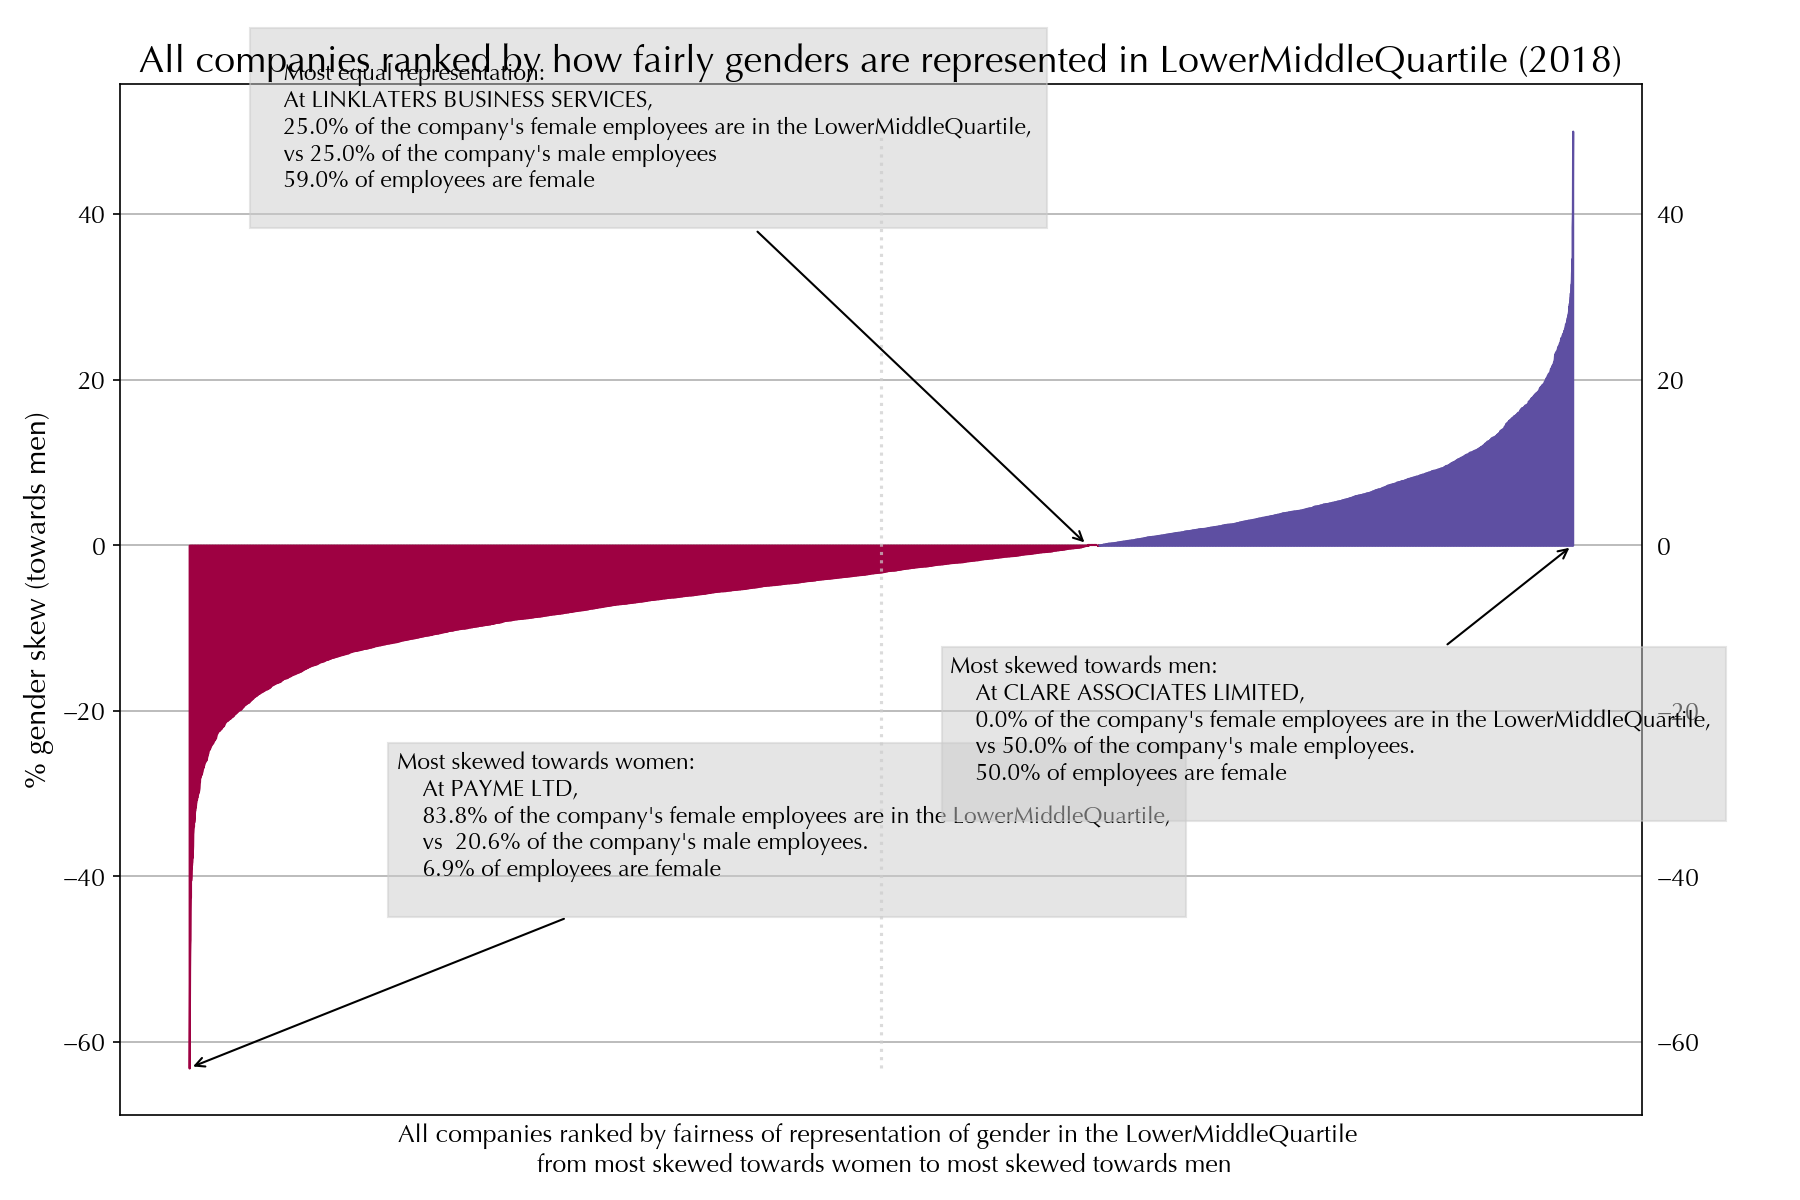 All companies ranked by how fairly genders are represented in LowerMiddleQuartile (2018)
Most equal representation:
At LINKLATERS BUSINESS SERVICES,
25.0% of the company's female employees are in the LowerMiddleQuartile,
vs 25.0% of the company's male employees
59.0% of employees are female
40
20
0
−20
−40
−60
% gender skew (towards men)
40
20
0
−20
−40
−60
Most skewed towards men:
At CLARE ASSOCIATES LIMITED,
0.0% of the company's female employees are in the LowerMiddleQuartile,
vs 50.0% of the company's male employees.
50.0% of employees are female
Most skewed towards women:
At PAYME LTD,
83.8% of the company's female employees are in the LowerMiddleQuartile,
vs  20.6% of the company's male employees.
6.9% of employees are female
All companies ranked by fairness of representation of gender in the LowerMiddleQuartile
from most skewed towards women to most skewed towards men